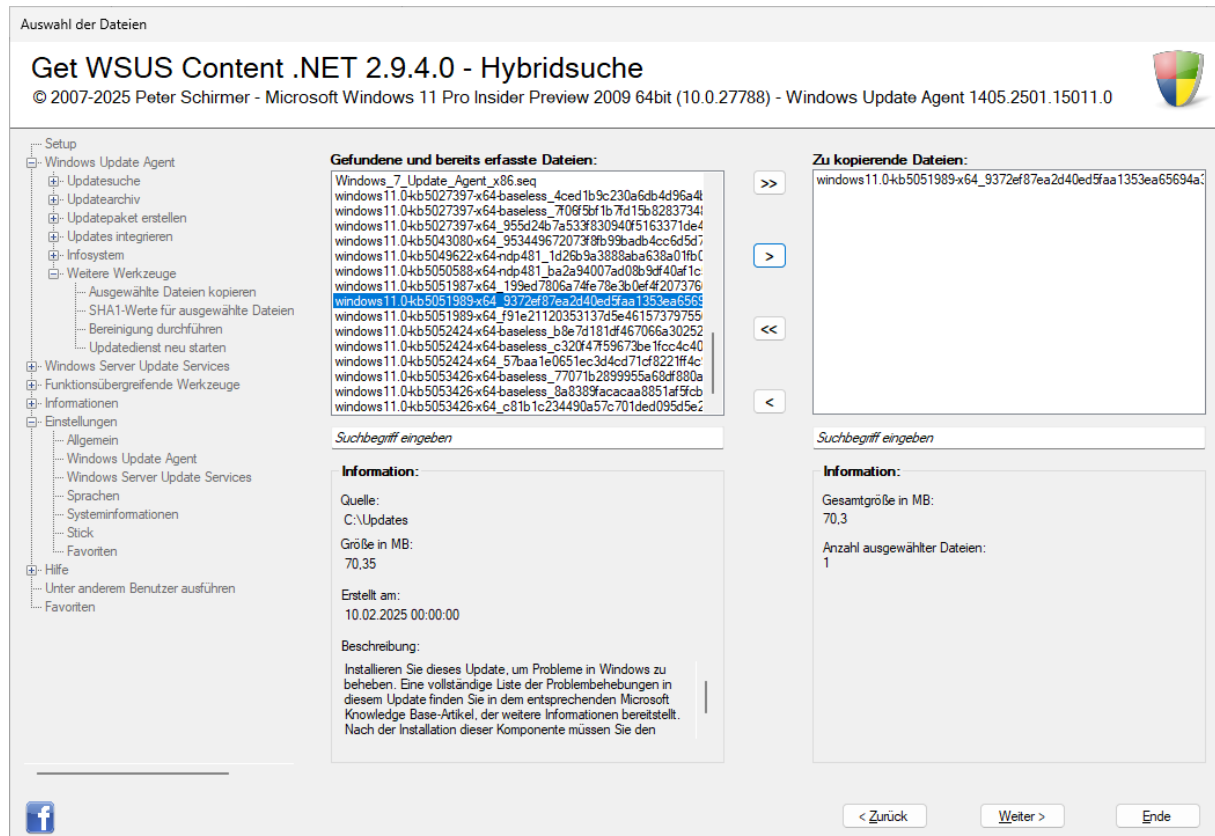 Auswahl der Dateien
Get WSUS Content .NET 2.9.4.0 - Hybridsuche
© 2007-2025 Peter Schirmer - Microsoft Windows 11 Pro Insider Preview 2009 64bit (10.0.27788) - Windows Update Agent 1405.2501.15011.0
Setup
Windows Update Agent
Updatesuche
Updatearchiv
Updatepaket erstellen
Updates integrieren
Infosystem
Weitere Werkzeuge
Ausgewählte Dateien kopieren
SHA1-Werte für ausgewählte Dateien
Bereinigung durchführen
Updatedienst neu starten
Windows Server Update Services
Funktionsübergreifende Werkzeuge
Informationen
Einstellungen
Allgemein
Windows Update Agent
Windows Server Update Services
Sprachen
Systeminformationen
Stick
Favoriten
Hilfe
Unter anderem Benutzer ausführen
Favoriten
Gefundene und bereits erfasste Dateien:
Windows_7_Update_Agent_x86.seq
windows11.0-kb5027397-x64-baseless_4ced1b9c230a6db4d96a4b
windows11.0-kb5027397-x64-baseless_7f06f5bf1b7fd15b82837348
windows11.0-kb5027397-x64_955d24b7a533f830940f5163371de4
windows11.0-kb5043080-x64_953449672073f8fb99badb4cc6d5d7
windows11.0-kb5049622-x64-ndp481_1d26b9a3888aba638a01fb0
windows11.0-kb5050588-x64-ndp481_ba2a94007ad08b9df40af1c
windows11.0-kb5051987-x64_199ed7806a74fe78e3b0ef4f2073760
windows11.0-kb5051989-x64_9372ef87ea2d40ed5faa1353ea6569
windows11.0-kb5051989-x64_f91e21120353137d5e46157379755
windows11.0-kb5052424-x64-baseless_b8e7d181df467066a30252
windows11.0-kb5052424-x64-baseless_c320f47f59673be1fcc4c40
windows11.0-kb5052424-x64_57baa1e0651ec3d4cd71cf8221ff4c
windows11.0-kb5053426-x64-baseless_77071b2899955a68df880a
windows11.0-kb5053426-x64-baseless_8a8389facacaa8851af5fcb
windows11.0-kb5053426-x64_c81b1c234490a57c701ded095d5e2
Suchbegriff eingeben
Information:
Quelle:
C:\Updates
Größe in MB:
70,35
Erstellt am:
10.02.2025 00:00:00
Beschreibung:
Installieren Sie dieses Update, um Probleme in Windows zu
beheben. Eine vollständige Liste der Problembehebungen in
diesem Update finden Sie in dem entsprechenden Microsoft
Knowledge Base-Artikel, der weitere Informationen bereitstellt.
Nach der Installation dieser Komponente müssen Sie den
>>
>
<<
<
Zu kopierende Dateien:
windows11.0-kb5051989-x64_9372ef87ea2d40ed5faa1353ea65694a3
Suchbegriff eingeben
Information:
Gesamtgröße in MB:
70,3
Anzahl ausgewählter Dateien:
1
f
< Zurück
Weiter >
Ende